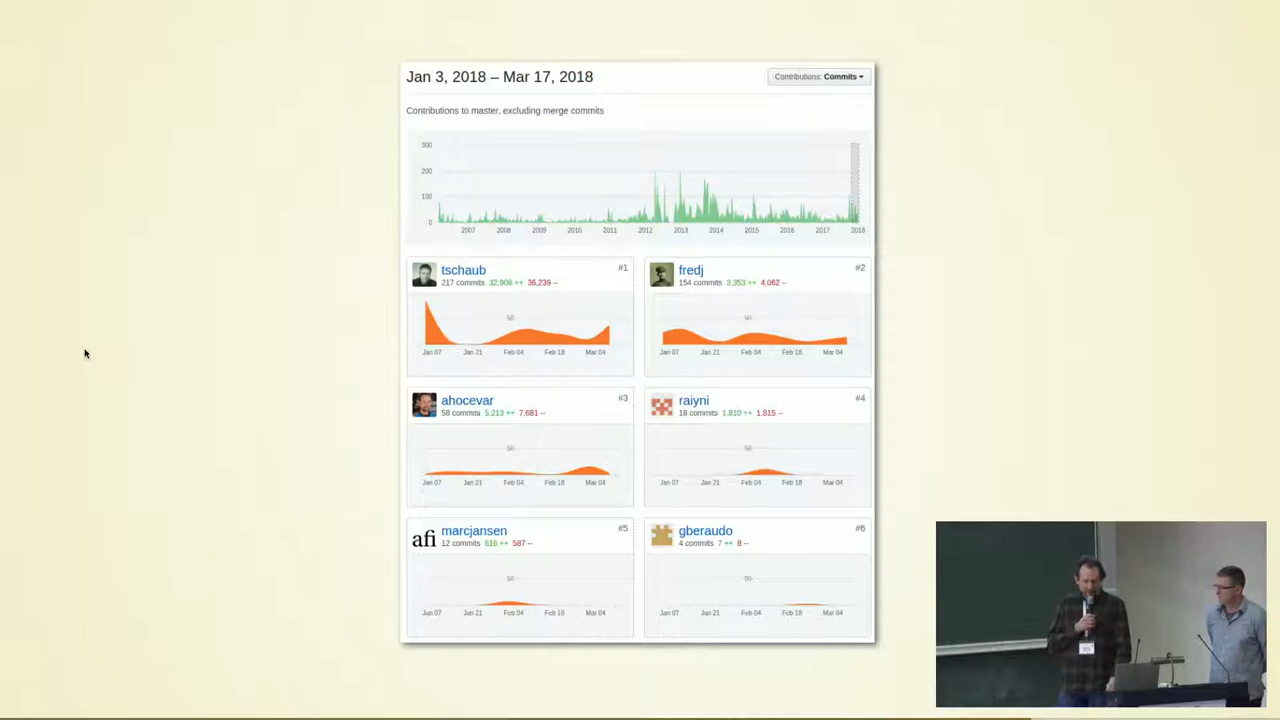 Jan 3, 2018 – Mar 17, 2018
Contributions: Commits
Contributions to master, excluding merge commits
300
200
100
0
2007 2008 2009 2010 2011 2012 2013 2014 2015 2016 2017 2018
tschaub #1
217 commits 32,908 ++ 36,239 --
50
Jan 07 Jan 21 Feb 04 Feb 18 Mar 04
fredj #2
154 commits 3,353 ++ 4,062 --
50
Jan 07 Jan 21 Feb 04 Feb 18 Mar 04
ahocevar #3
58 commits 5,213 ++ 7,681 --
50
Jan 07 Jan 21 Feb 04 Feb 18 Mar 04
raiyni #4
18 commits 1,810 ++ 1,815 --
50
Jan 07 Jan 21 Feb 04 Feb 18 Mar 04
afi
marcjansen #5
12 commits 616 ++ 587 --
50
Jan 07 Jan 21 Feb 04 Feb 18 Mar 04
gberaudo #6
4 commits 7 ++ 8 --
50
Jan 07 Jan 21 Feb 04 Feb 18 Mar 04